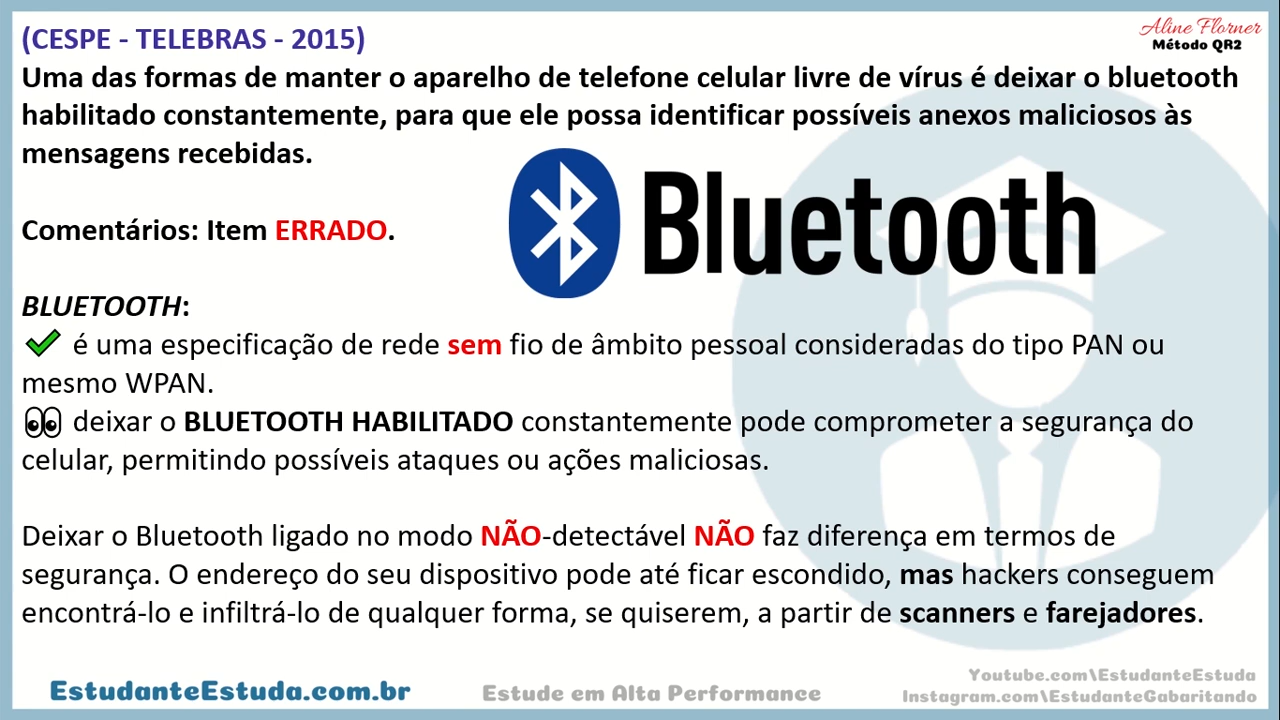 (CESPE - TELEBRAS - 2015)
Aline Florner
Método QR2
Uma das formas de manter o aparelho de telefone celular livre de vírus é deixar o bluetooth
habilitado constantemente, para que ele possa identificar possíveis anexos maliciosos às
mensagens recebidas.
Bluetooth
Comentários: Item ERRADO.
BLUETOOTH:
é uma especificação de rede sem fio de âmbito pessoal consideradas do tipo PAN ou
mesmo WPAN.
deixar o BLUETOOTH HABILITADO constantemente pode comprometer a segurança do
celular, permitindo possíveis ataques ou ações maliciosas.
Deixar o Bluetooth ligado no modo NÃO-detectável NÃO faz diferença em termos de
segurança. O endereço do seu dispositivo pode até ficar escondido, mas hackers conseguem
encontrá-lo e infiltrá-lo de qualquer forma, se quiserem, a partir de scanners e farejadores.
EstudanteEstuda.com.br
Estude em Alta Performance
Youtube.com\EstudanteEstuda
Instagram.com\EstudanteGabaritando